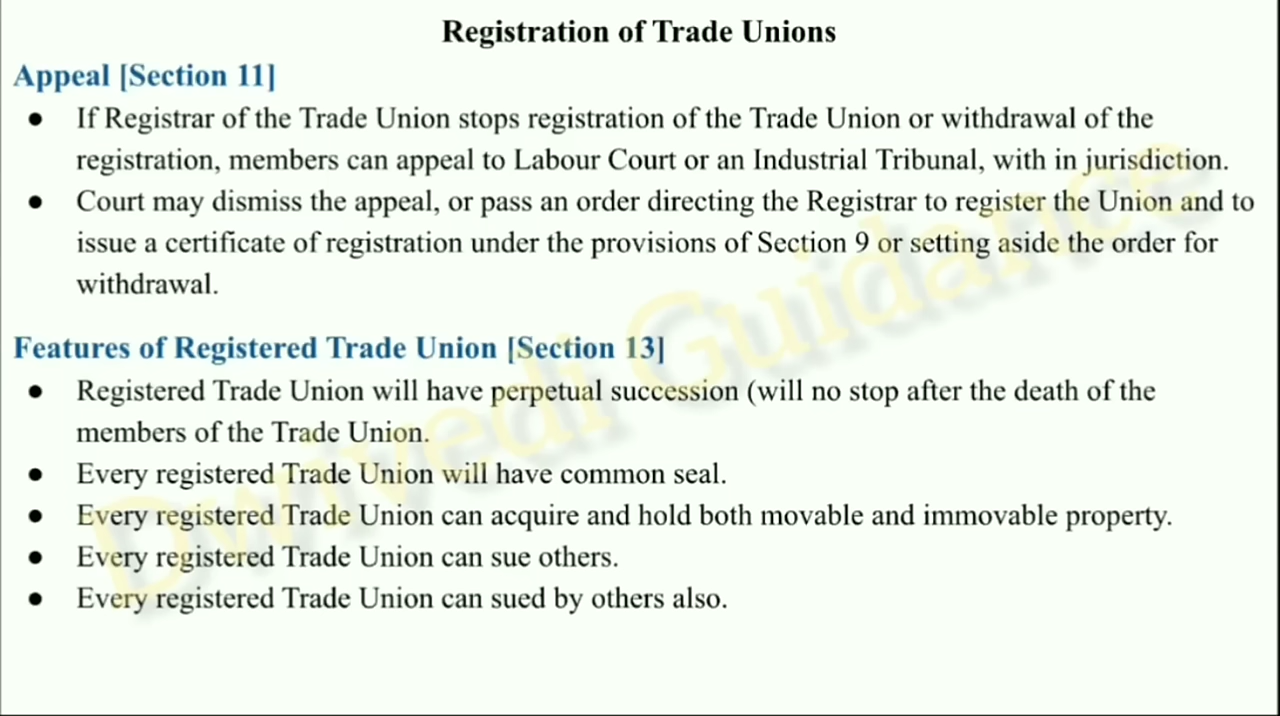 Registration of Trade Unions
Appeal [Section 11]
● If Registrar of the Trade Union stops registration of the Trade Union or withdrawal of the
registration, members can appeal to Labour Court or an Industrial Tribunal, with in jurisdiction.
● Court may dismiss the appeal, or pass an order directing the Registrar to register the Union and to
issue a certificate of registration under the provisions of Section 9 or setting aside the order for
withdrawal.
Features of Registered Trade Union [Section 13]
● Registered Trade Union will have perpetual succession (will no stop after the death of the
members of the Trade Union.
● Every registered Trade Union will have common seal.
● Every registered Trade Union can acquire and hold both movable and immovable property.
● Every registered Trade Union can sue others.
● Every registered Trade Union can sued by others also.
Dwivedi Guidance